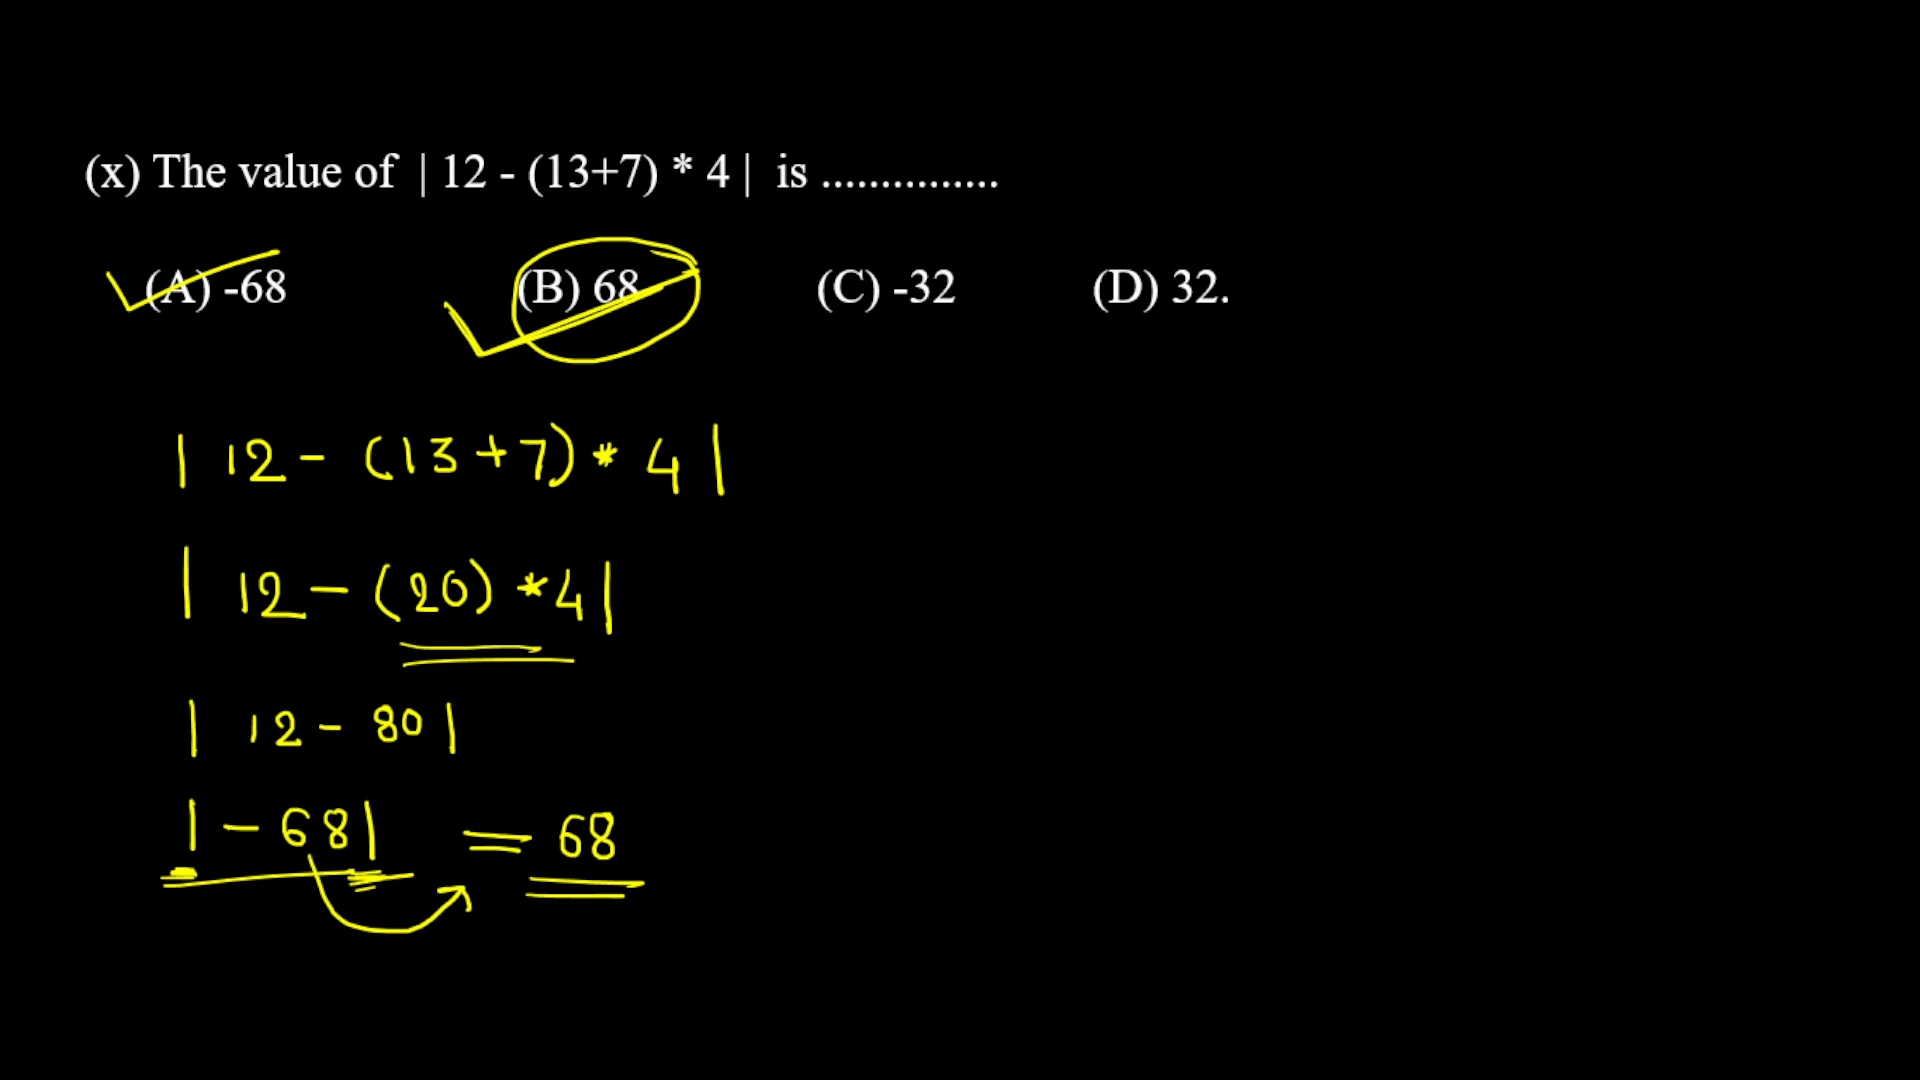 (x) The value of | 12 - (13+7) * 4 | is ...............
(A) -68 (B) 68 (C) -32 (D) 32.
| 12 - (13+7) * 4 |
| 12 - (20) * 4 |
| 12 - 80 |
| - 68 | = 68